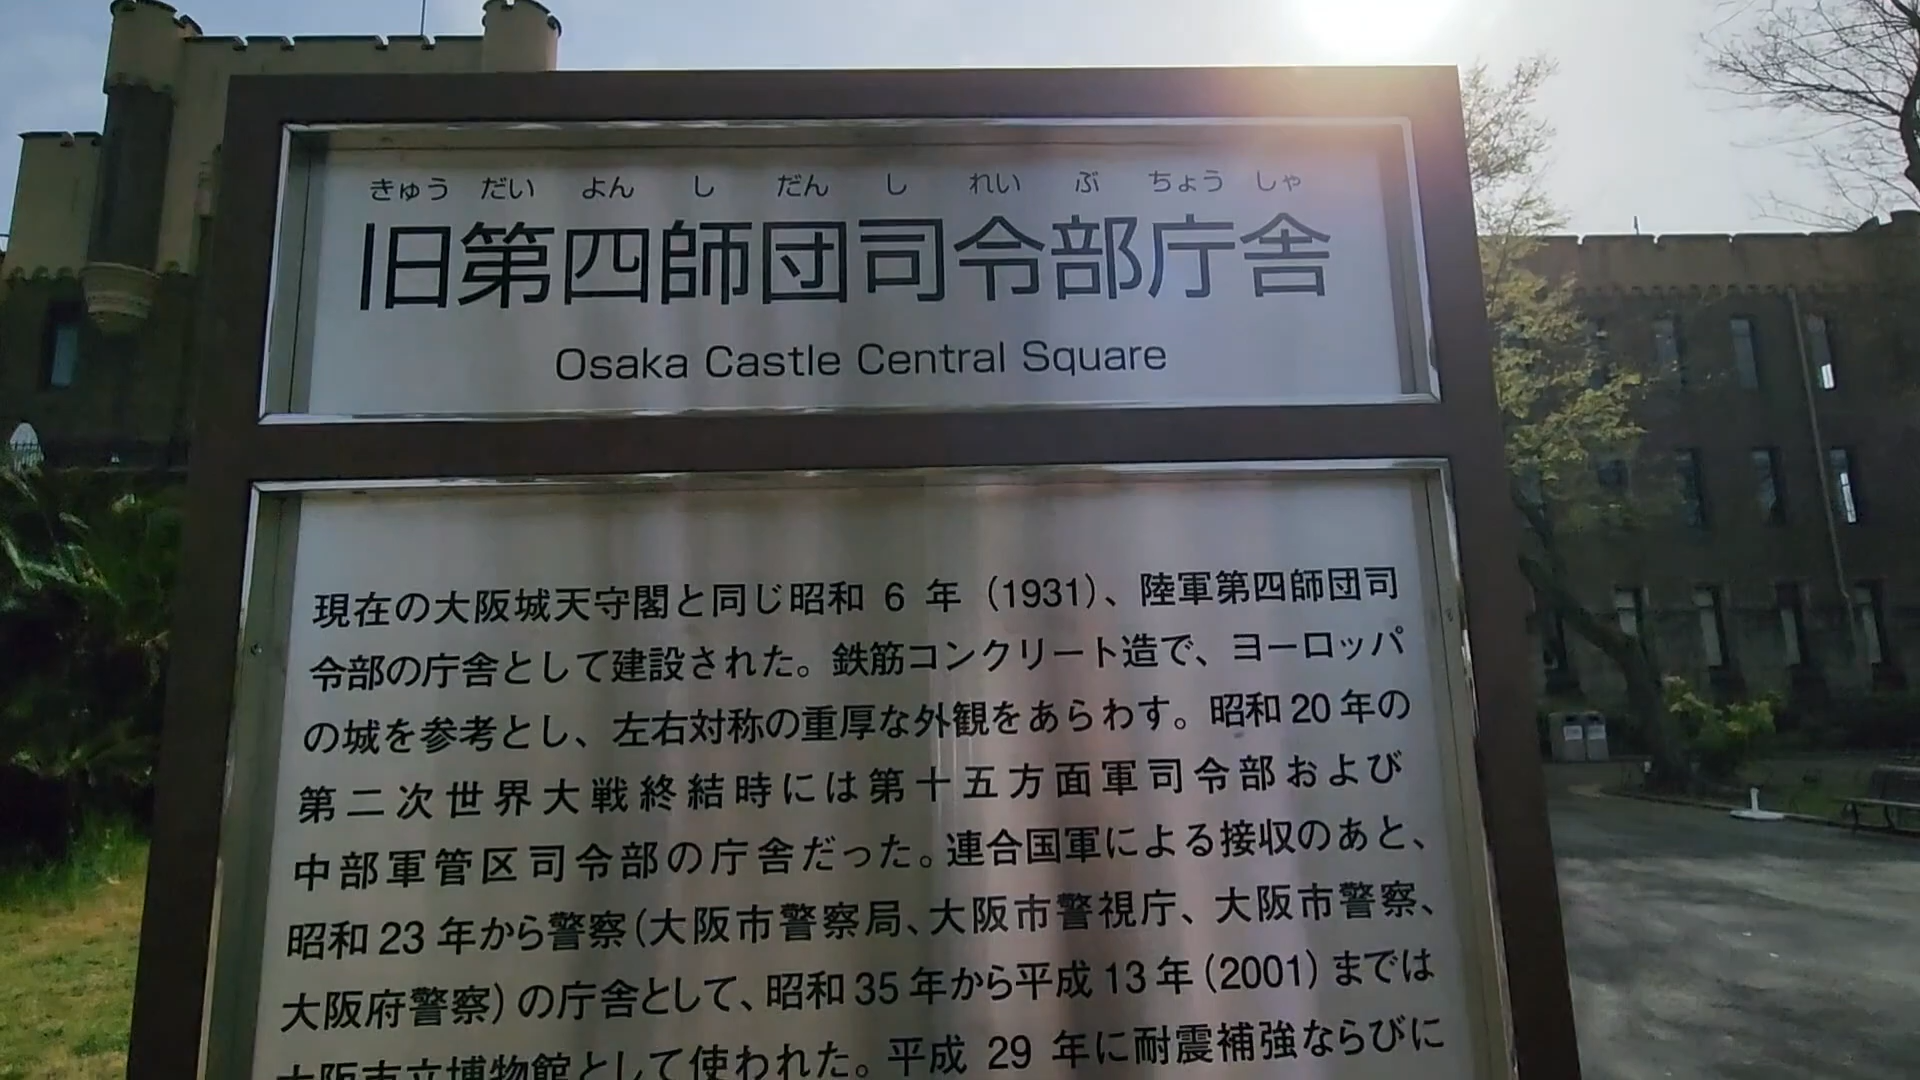 きゅう だい よん し だん し れい ぶ ちょう しゃ
旧第四師団司令部庁舎
Osaka Castle Central Square
現在の大阪城天守閣と同じ昭和 6 年（1931）、陸軍第四師団司
令部の庁舎として建設された。鉄筋コンクリート造で、ヨーロッパ
の城を参考とし、左右対称の重厚な外観をあらわす。昭和 20 年の
第二次世界大戦終結時には第十五方面軍司令部および
中部軍管区司令部の庁舎だった。連合国軍による接収のあと、
昭和 23 年から警察（大阪市警察局、大阪市警視庁、大阪市警察、
大阪府警察）の庁舎として、昭和 35 年から平成 13 年（2001）までは
大阪市立博物館として使われた。平成 29 年に耐震補強ならびに